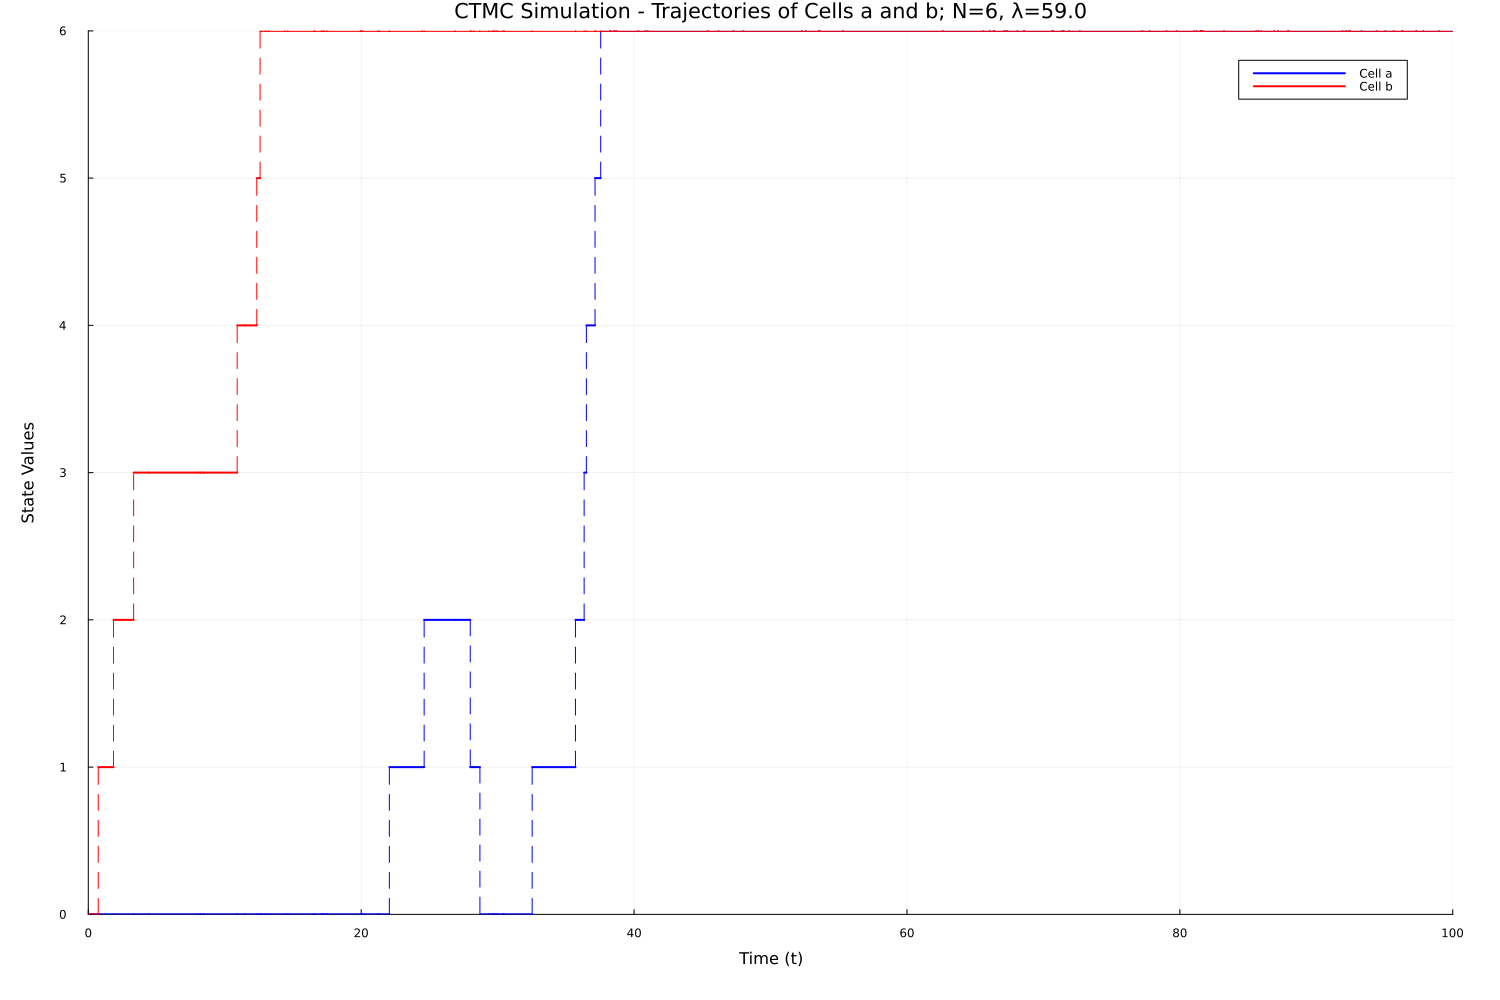 CTMC Simulation - Trajectories of Cells a and b; N=6, λ=59.0
6
Cell a
Cell b
5
4
State Values
3
2
1
0
0 20 40 60 80 100
Time (t)